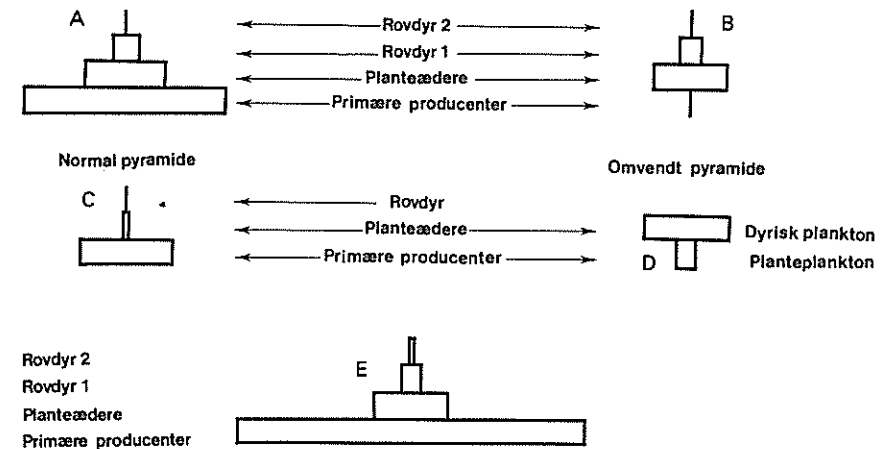 A
B
Rovdyr 2
Rovdyr 1
Planteædere
Primære producenter
Normal pyramide
Omvendt pyramide
C
Rovdyr
Planteædere
Primære producenter
D
Dyrisk plankton
Planteplankton
E
Rovdyr 2
Rovdyr 1
Planteædere
Primære producenter